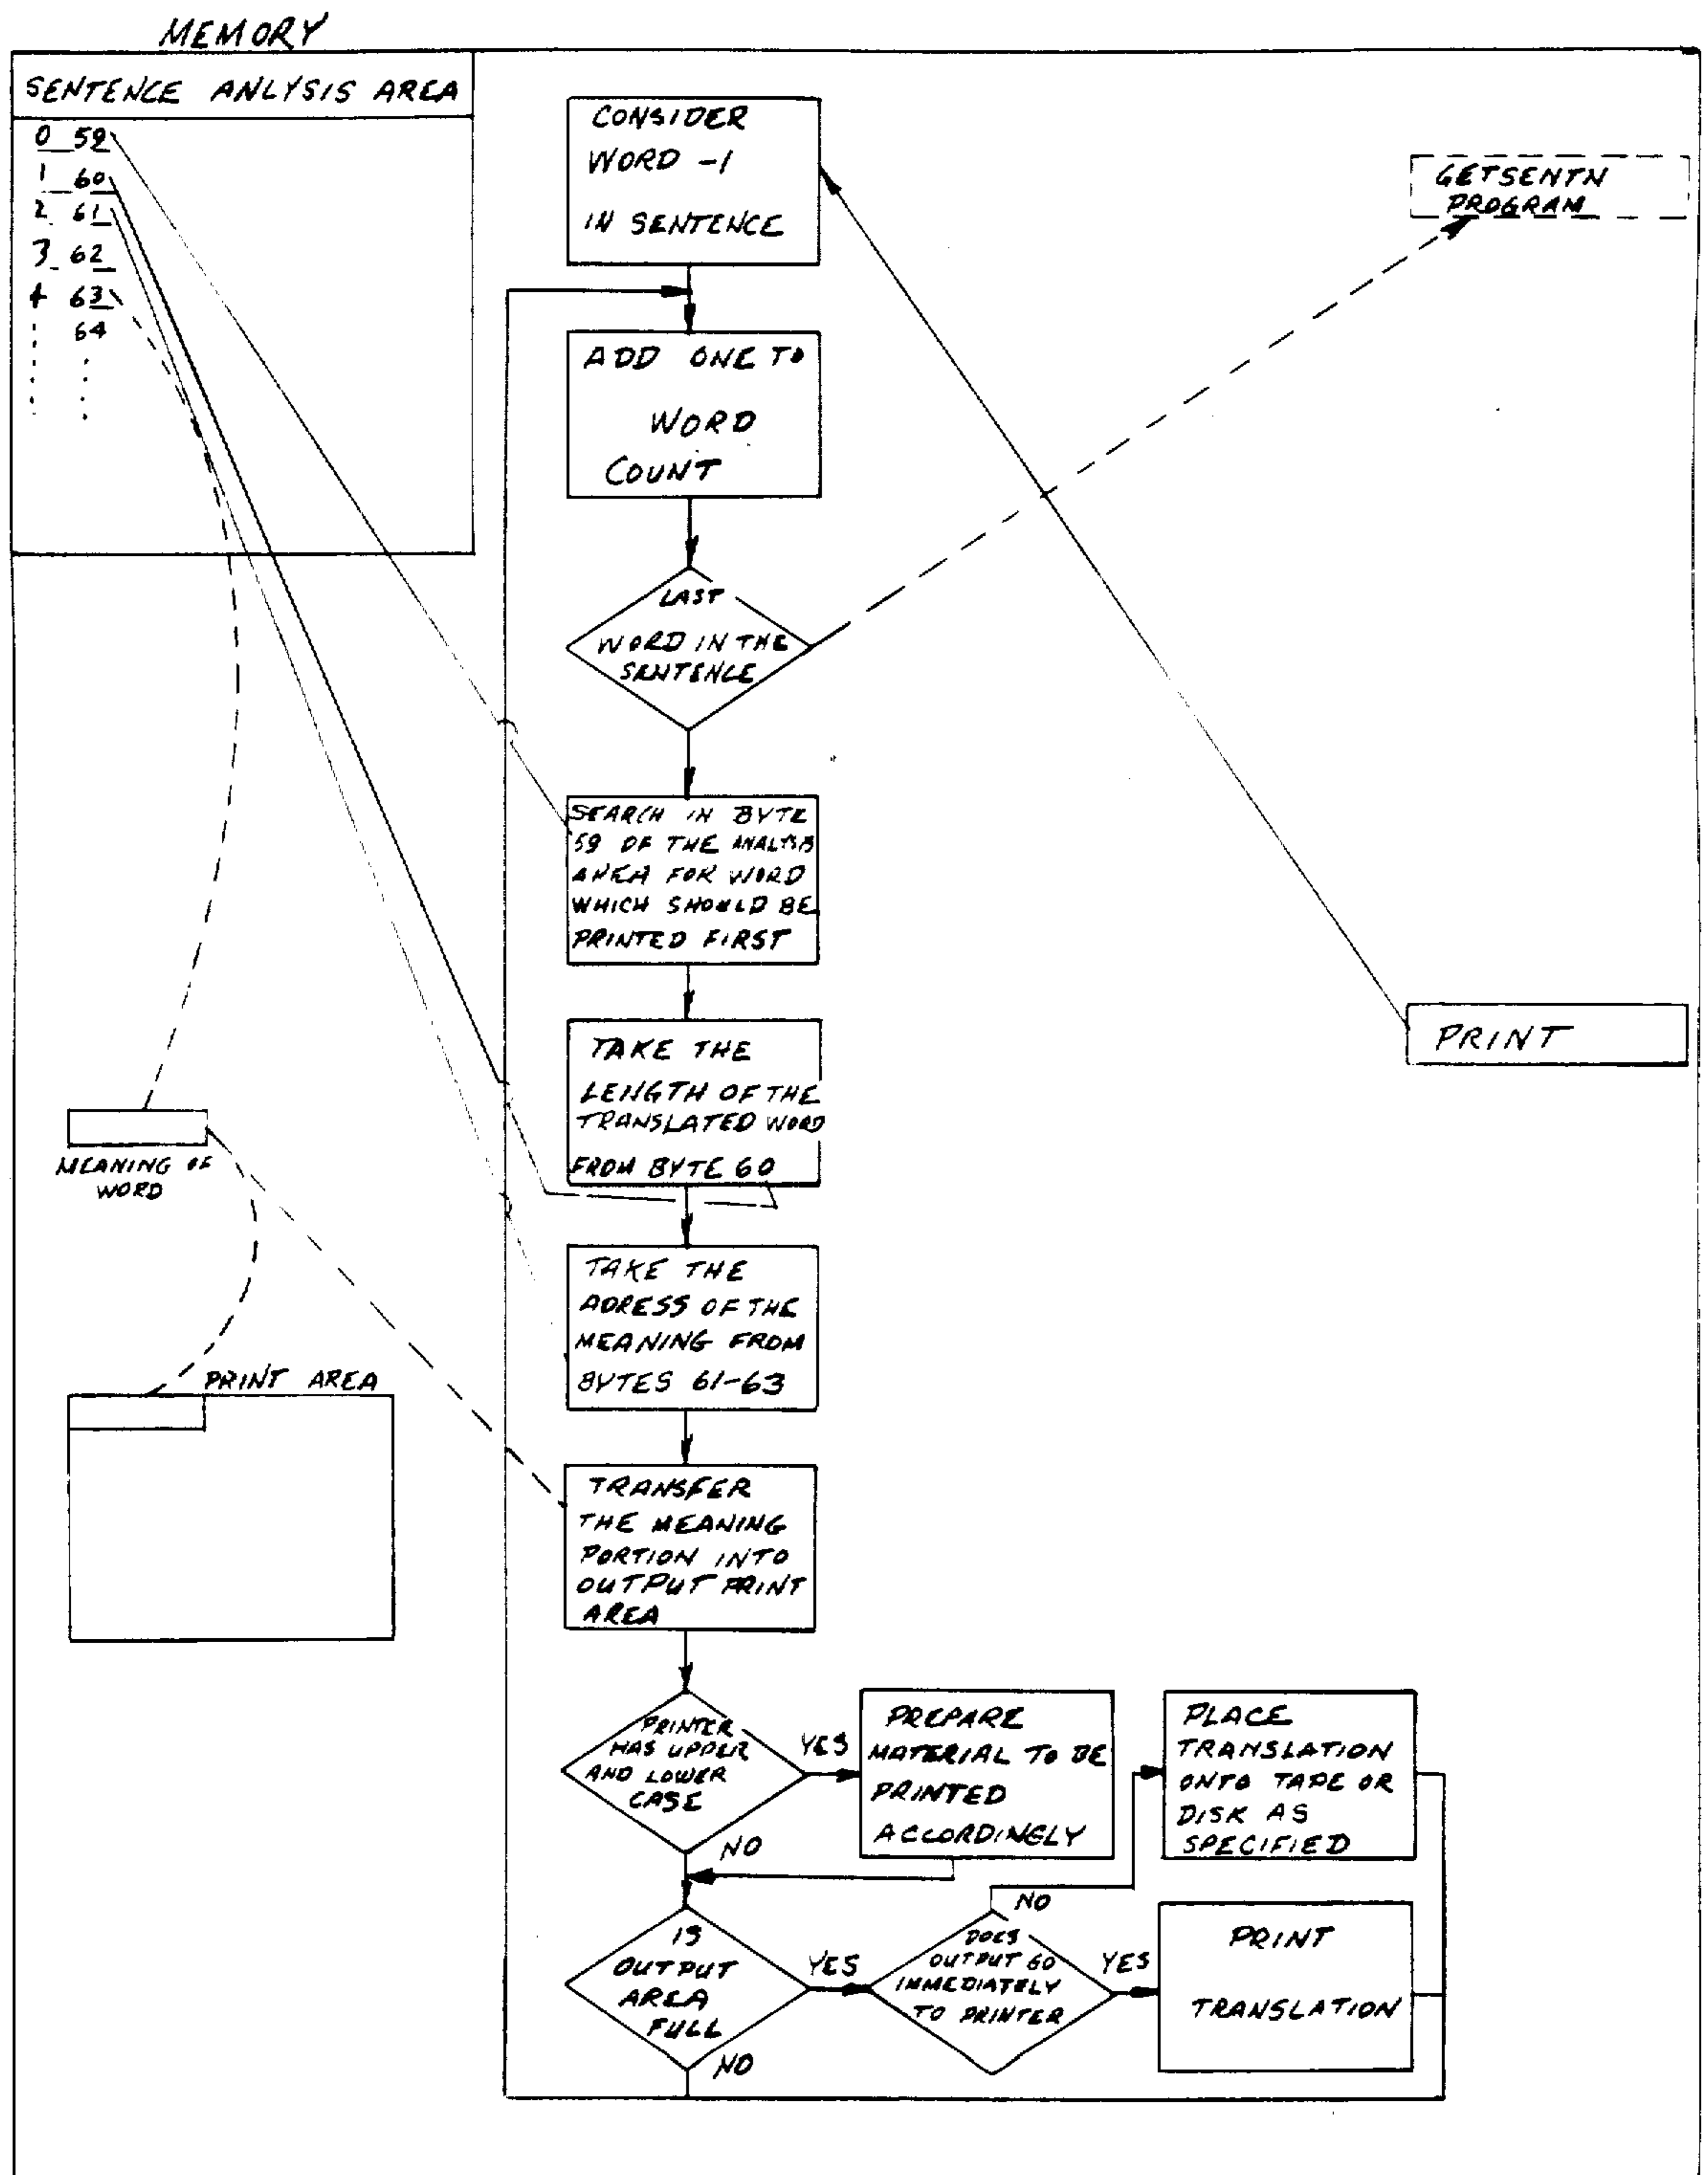 MEMORY
SENTENCE ANLYSIS AREA
0 59
1 60
2 61
3 62
4 63
64
CONSIDER
WORD -1
IN SENTENCE
GETSENTN
PROGRAM
ADD ONE TO
WORD
COUNT
LAST
WORD IN THE
SENTENCE
SEARCH IN BYTE
59 OF THE ANALYSIS
AREA FOR WORD
WHICH SHOULD BE
PRINTED FIRST
PRINT
TAKE THE
LENGTH OF THE
TRANSLATED WORD
FROM BYTE 60
MEANING OF
WORD
TAKE THE
ADRESS OF THE
MEANING FROM
BYTES 61-63
PRINT AREA
TRANSFER
THE MEANING
PORTION INTO
OUTPUT PRINT
AREA
PRINTER
HAS UPPER
AND LOWER
CASE
YES
NO
PREPARE
MATERIAL TO BE
PRINTED
ACCORDINGLY
PLACE
TRANSLATION
ONTO TAPE OR
DISK AS
SPECIFIED
IS
OUTPUT
AREA
FULL
YES
NO
DOES
OUTPUT GO
IMMEDIATELY
TO PRINTER
NO
YES
PRINT
TRANSLATION